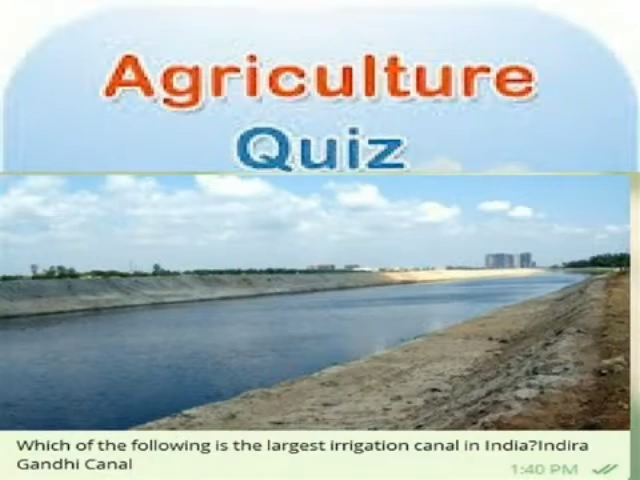 Agriculture
Quiz
Which of the following is the largest irrigation canal in India?Indira
Gandhi Canal
1:40 PM